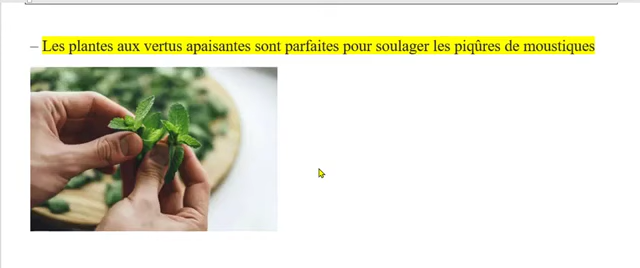 – Les plantes aux vertus apaisantes sont parfaites pour soulager les piqûres de moustiques